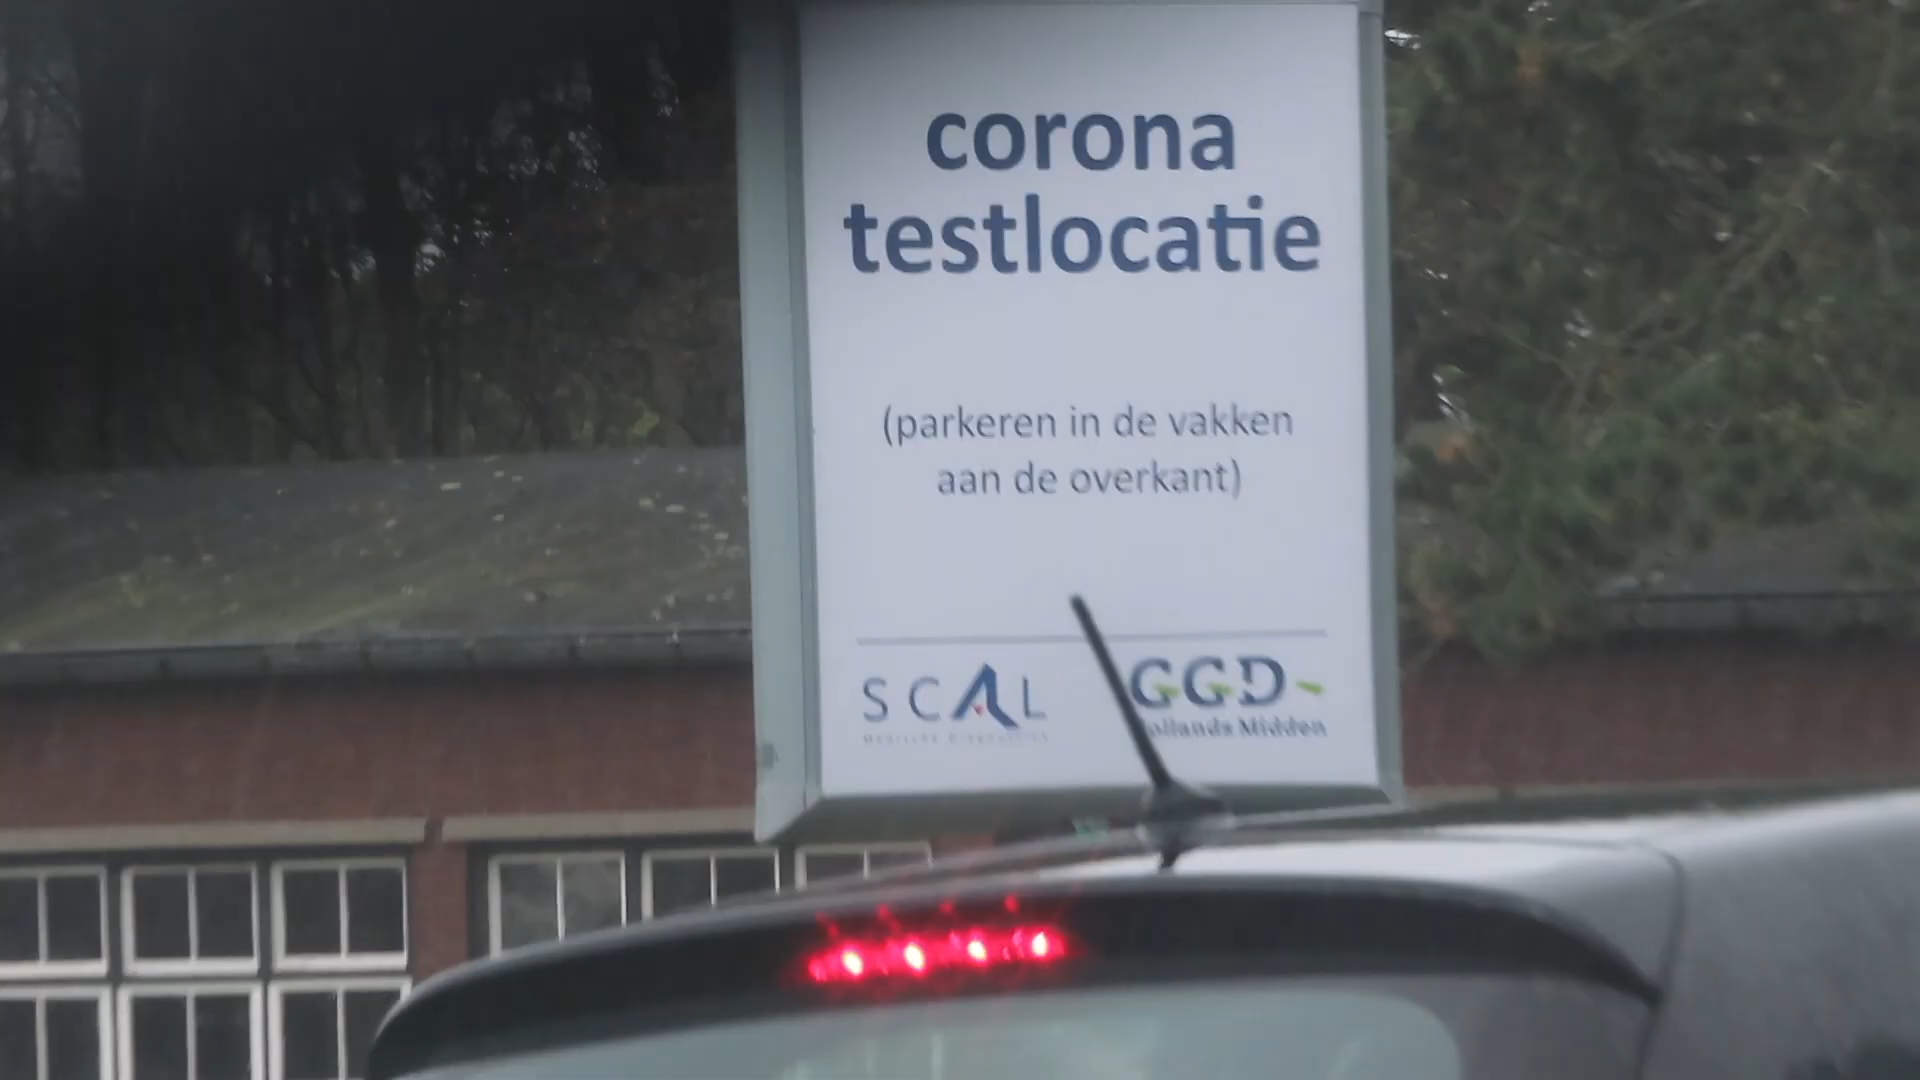 corona
testlocatie
(parkeren in de vakken
aan de overkant)
SCAL
GGD
Hollands Midden